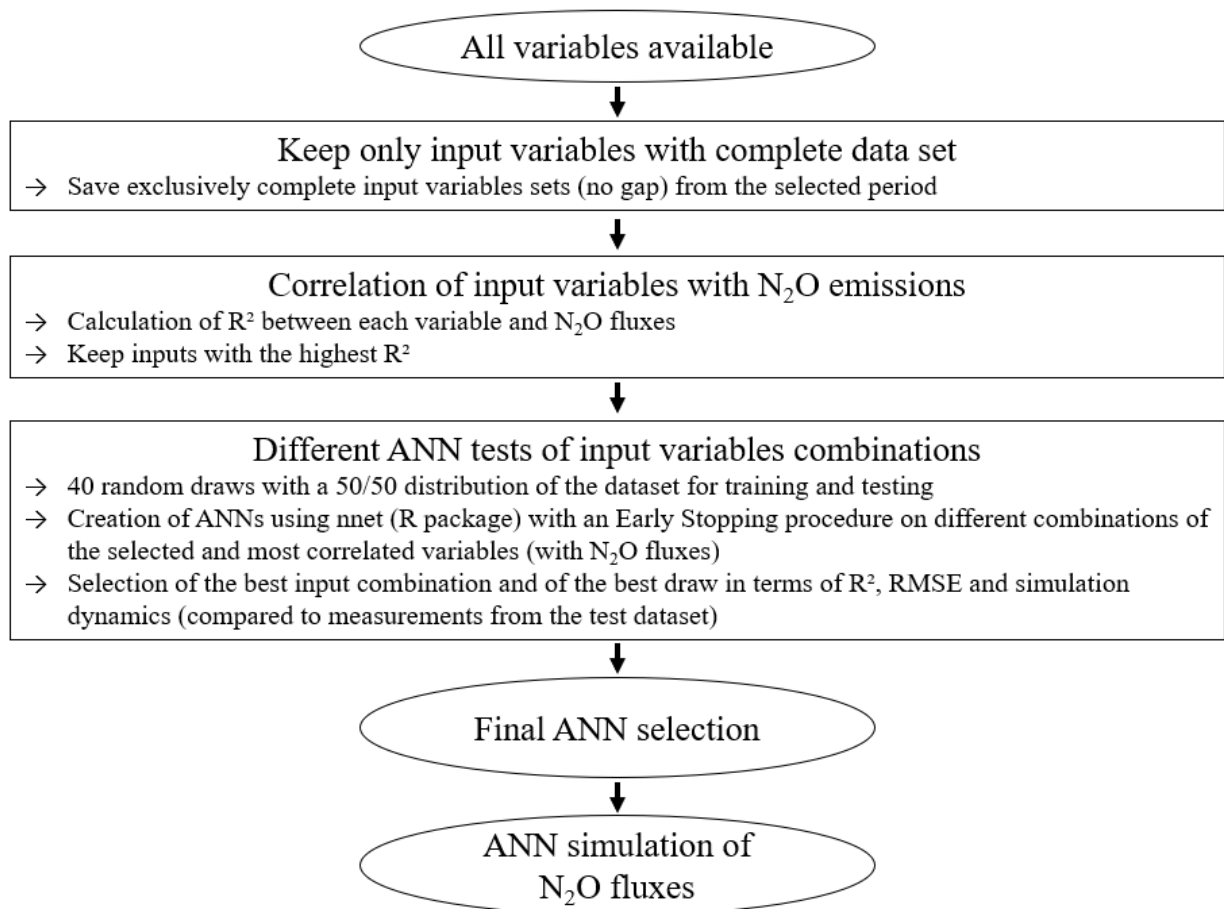 All variables available
Keep only input variables with complete data set
→ Save exclusively complete input variables sets (no gap) from the selected period
Correlation of input variables with N₂O emissions
→ Calculation of R² between each variable and N₂O fluxes
→ Keep inputs with the highest R²
Different ANN tests of input variables combinations
→ 40 random draws with a 50/50 distribution of the dataset for training and testing
→ Creation of ANNs using nnet (R package) with an Early Stopping procedure on different combinations of
the selected and most correlated variables (with N₂O fluxes)
→ Selection of the best input combination and of the best draw in terms of R², RMSE and simulation
dynamics (compared to measurements from the test dataset)
Final ANN selection
ANN simulation of
N₂O fluxes